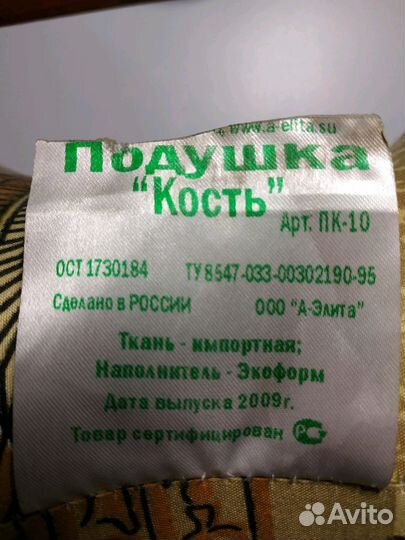 www.a-elita.su
Подушка
"Кость"
Арт. ПК-10
ОСТ 1730184 ТУ 8547-033-00302190-95
Сделано в РОССИИ ООО "А-Элита"
Ткань - импортная;
Наполнитель - Экоформ
Дата выпуска 2009г.
Товар сертифицирован
Avito